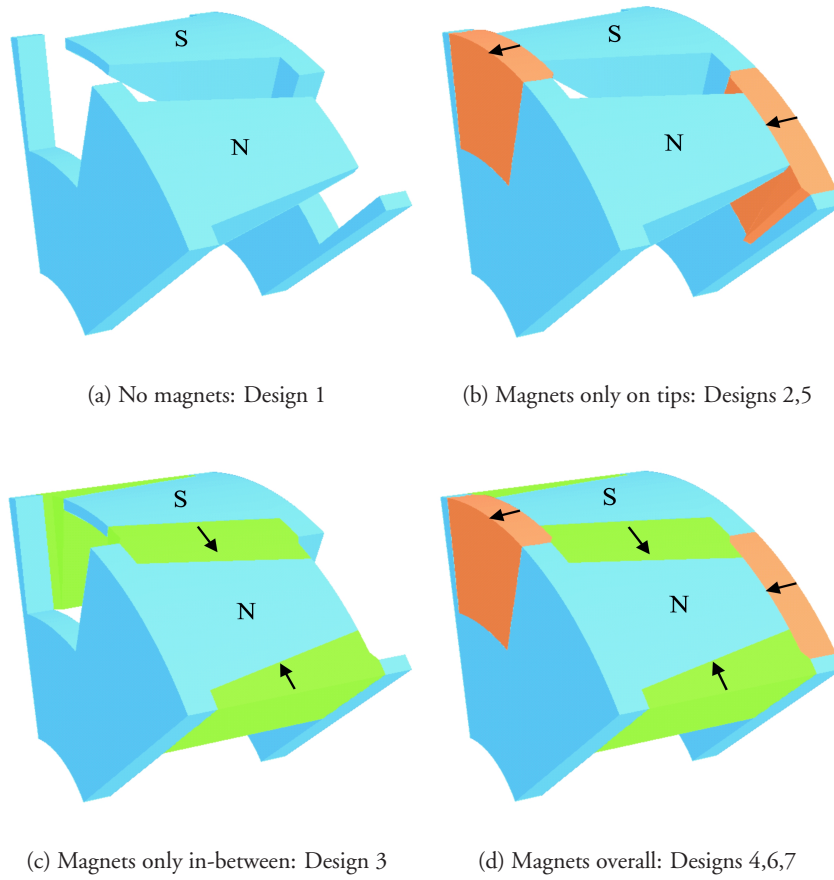 S
N
S
N
(a) No magnets: Design 1
(b) Magnets only on tips: Designs 2,5
S
N
S
N
(c) Magnets only in-between: Design 3
(d) Magnets overall: Designs 4,6,7